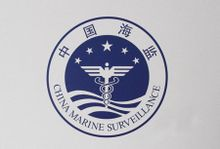 中国海监
CHINA MARINE SURVEILLANCE